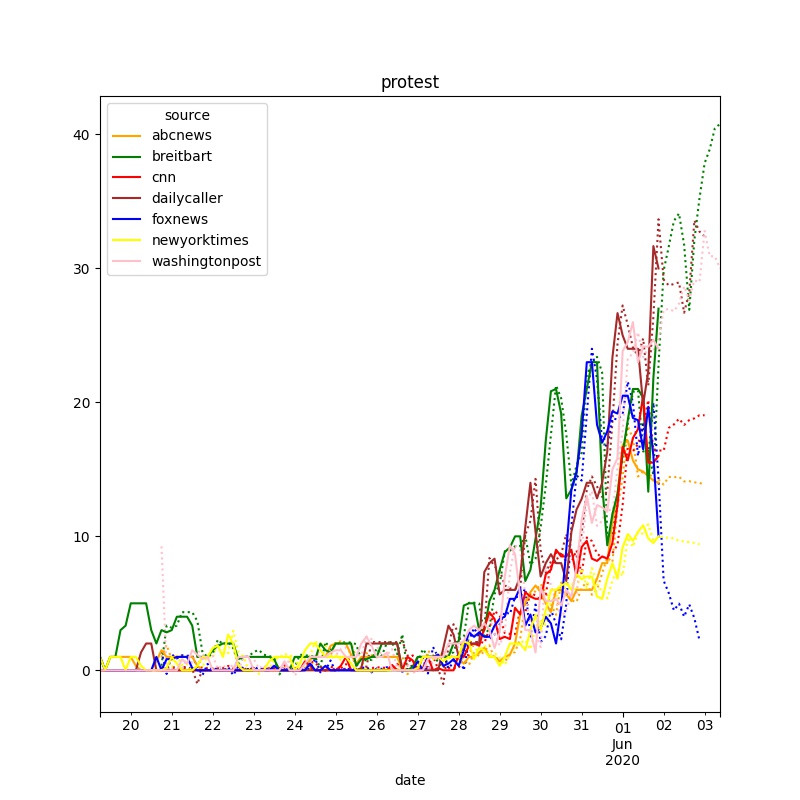 protest
source
abcnews
breitbart
cnn
dailycaller
foxnews
newyorktimes
washingtonpost
40
30
20
10
0
20 21 22 23 24 25 26 27 28 29 30 31 01 02 03
Jun
2020
date